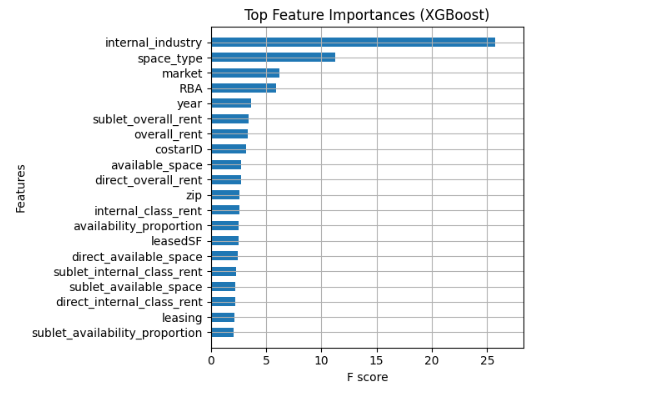 Top Feature Importances (XGBoost)
internal_industry
space_type
market
RBA
year
sublet_overall_rent
overall_rent
costarID
available_space
direct_overall_rent
zip
internal_class_rent
availability_proportion
leasedSF
direct_available_space
sublet_internal_class_rent
sublet_available_space
direct_internal_class_rent
leasing
sublet_availability_proportion
Features
0 5 10 15 20 25
F score